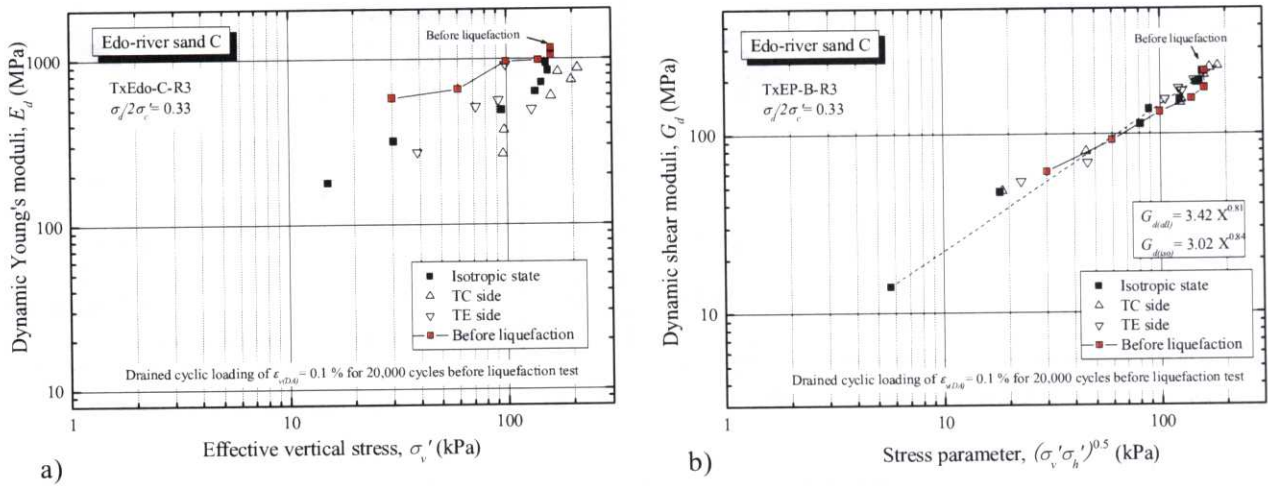 Edo-river sand C
Before liquefaction
TxEdo-C-R3
σd/2σc'= 0.33
1000
100
10
Dynamic Young's moduli, Ed (MPa)
Isotropic state
TC side
TE side
Before liquefaction
Drained cyclic loading of εv(DA)= 0.1 % for 20,000 cycles before liquefaction test
1
10
100
Effective vertical stress, σv' (kPa)
a)
Edo-river sand C
Before liquefaction
TxEP-B-R3
σd/2σc'= 0.33
100
10
Dynamic shear moduli, Gd (MPa)
Gd(all)= 3.42 X^0.81
Gd(iso)= 3.02 X^0.84
Isotropic state
TC side
TE side
Before liquefaction
Drained cyclic loading of εv(DA)= 0.1 % for 20,000 cycles before liquefaction test
1
10
100
Stress parameter, (σv'σh')^0.5 (kPa)
b)